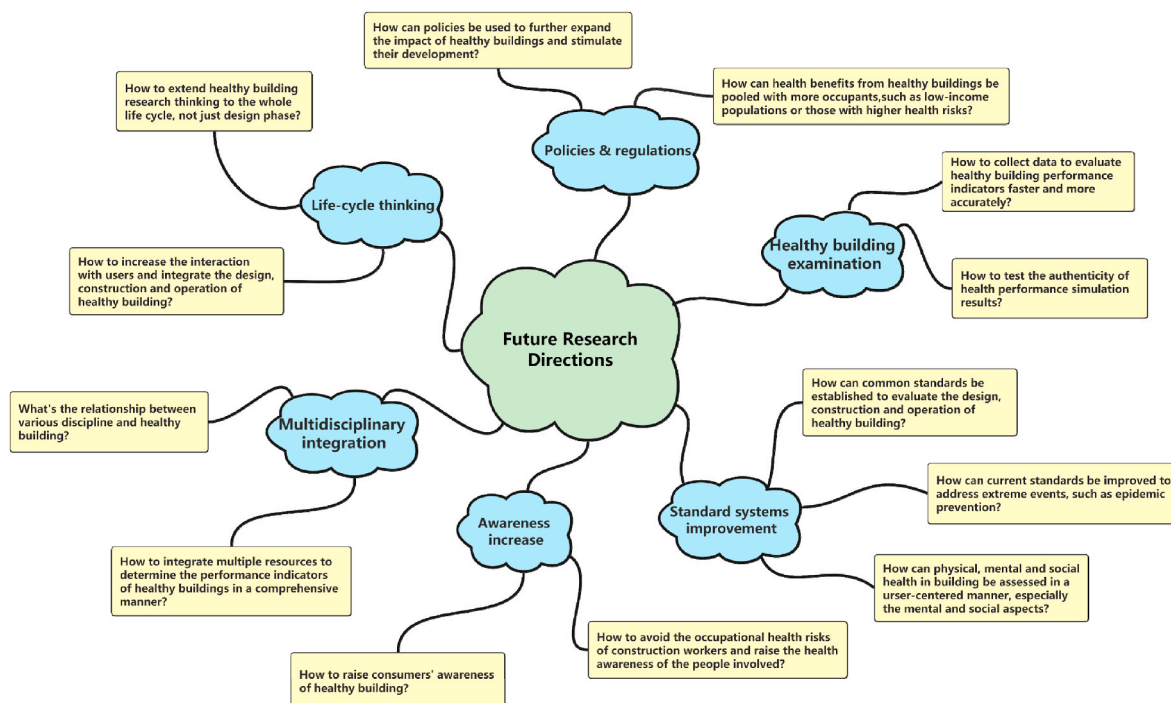 How can policies be used to further expand
the impact of healthy buildings and stimulate
their development?
How can health benefits from healthy buildings be
pooled with more occupants,such as low-income
populations or those with higher health risks?
Policies & regulations
How to extend healthy building
research thinking to the whole
life cycle, not just design phase?
Life-cycle thinking
How to increase the interaction
with users and integrate the design,
construction and operation of
healthy building?
How to collect data to evaluate
healthy building performance
indicators faster and more
accurately?
Healthy building
examination
How to test the authenticity of
health performance simulation
results?
Future Research
Directions
What's the relationship between
various discipline and healthy
building?
Multidisciplinary
integration
How to integrate multiple resources to
determine the performance indicators
of healthy buildings in a comprehensive
manner?
How can common standards be
established to evaluate the design,
construction and operation of
healthy building?
Standard systems
improvement
How can current standards be improved to
address extreme events, such as epidemic
prevention?
How can physical, mental and social
health in building be assessed in a
urser-centered manner, especially
the mental and social aspects?
Awareness
increase
How to avoid the occupational health risks
of construction workers and raise the health
awareness of the people involved?
How to raise consumers' awareness
of healthy building?